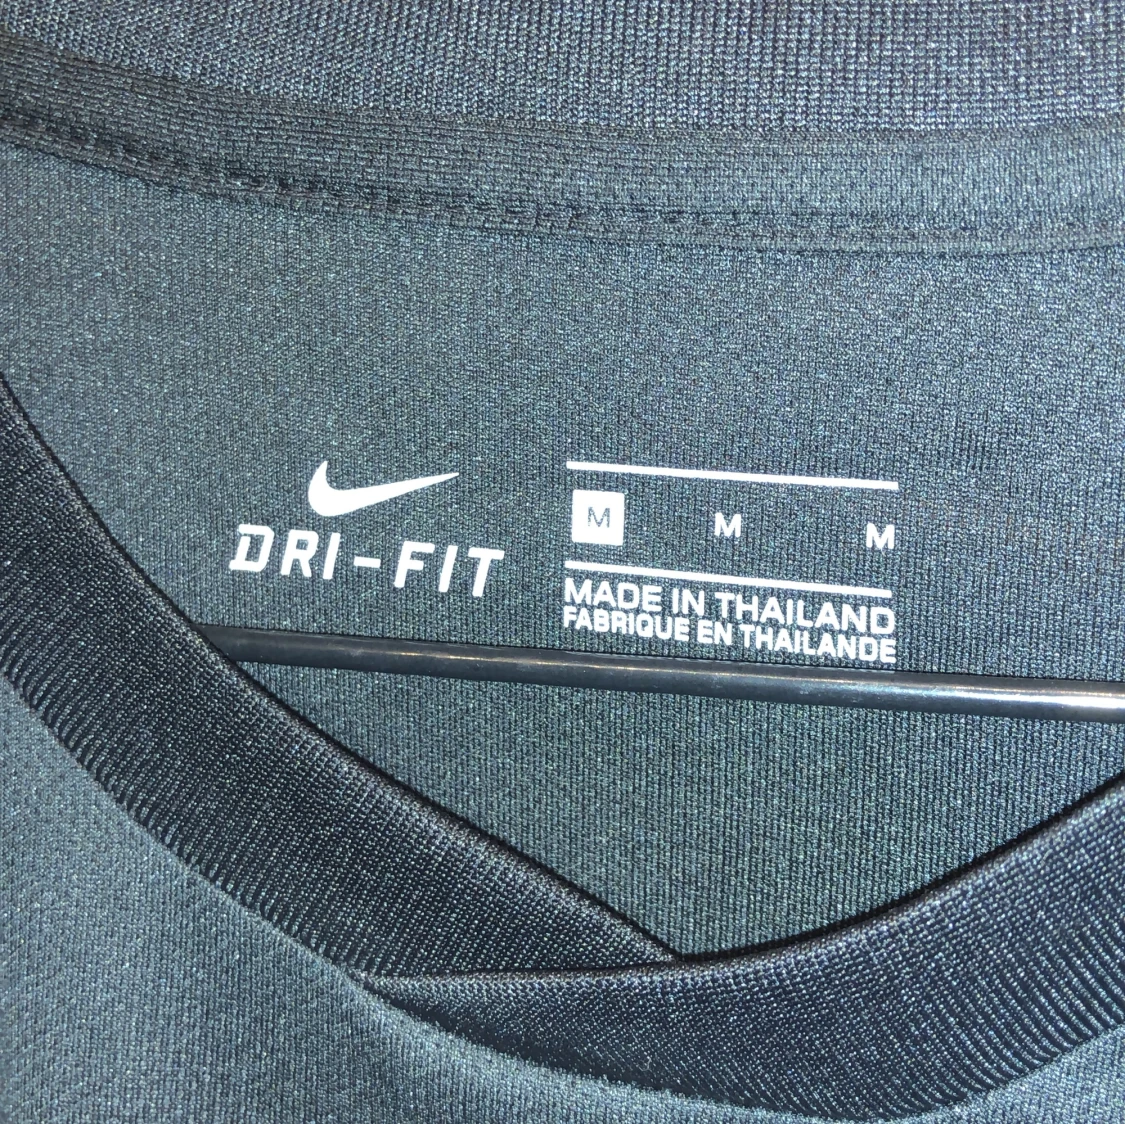 DRI-FIT
M M M
MADE IN THAILAND
FABRIQUE EN THAILANDE